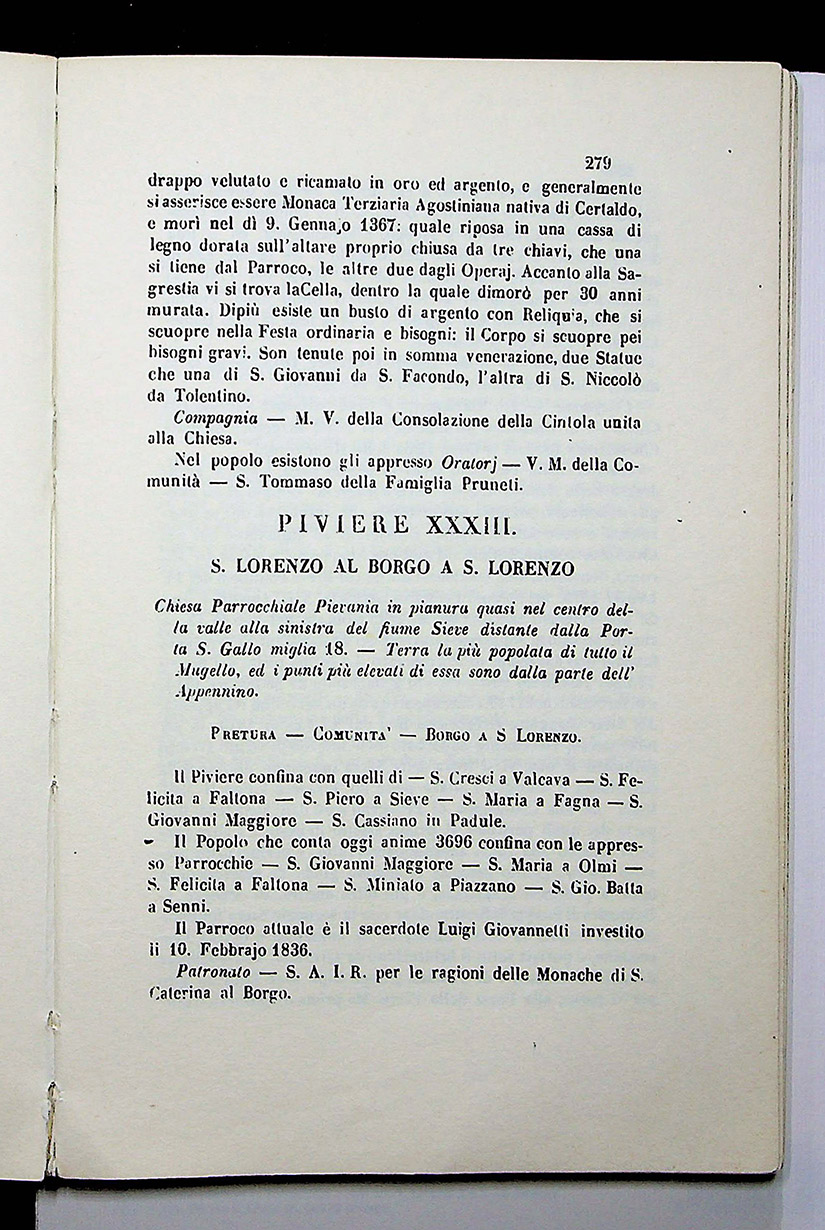 279
drappo velutato e ricamato in oro ed argento, e generalmente
si asserisce essere Monaca Terziaria Agostiniana nativa di Certaldo,
e morì nel dì 9. Gennajo 1367: quale riposa in una cassa di
legno dorata sull'altare proprio chiusa da tre chiavi, che una
si tiene dal Parroco, le altre due dagli Operaj. Accanto alla Sa-
grestia vi si trova laCella, dentro la quale dimorò per 30 anni
murata. Dipiù esiste un busto di argento con Reliquia, che si
scuopre nella Festa ordinaria e bisogni: il Corpo si scuopre pei
bisogni gravi. Son tenute poi in somma venerazione, due Statue
che una di S. Giovanni da S. Facondo, l'altra di S. Niccolò
da Tolentino.
Compagnia — M. V. della Consolazione della Cintola unita
alla Chiesa.
Nel popolo esistono gli appresso Oratorj — V. M. della Co-
munità — S. Tommaso della Famiglia Pruneti.
PIVIERE XXXIII.
S. LORENZO AL BORGO A S. LORENZO
Chiesa Parrocchiale Pievania in pianura quasi nel centro del-
la valle alla sinistra del fiume Sieve distante dalla Por-
ta S. Gallo miglia 18. — Terra la più popolata di tutto il
Mugello, ed i punti più elevati di essa sono dalla parte dell'
Appennino.
PRETURA — COMUNITA' — BORGO A S LORENZO.
Il Piviere confina con quelli di — S. Cresci a Valcava — S. Fe-
licita a Faltona — S. Piero a Sieve — S. Maria a Fagna — S.
Giovanni Maggiore — S. Cassiano in Padule.
Il Popolo che conta oggi anime 3696 confina con le appres-
so Parrocchie — S. Giovanni Maggiore — S. Maria a Olmi —
S. Felicita a Faltona — S. Miniato a Piazzano — S. Gio. Batta
a Senni.
Il Parroco attuale è il sacerdote Luigi Giovannetti investito
li 10. Febbrajo 1836.
Patronato — S. A. I. R. per le ragioni delle Monache di S.
Caterina al Borgo.